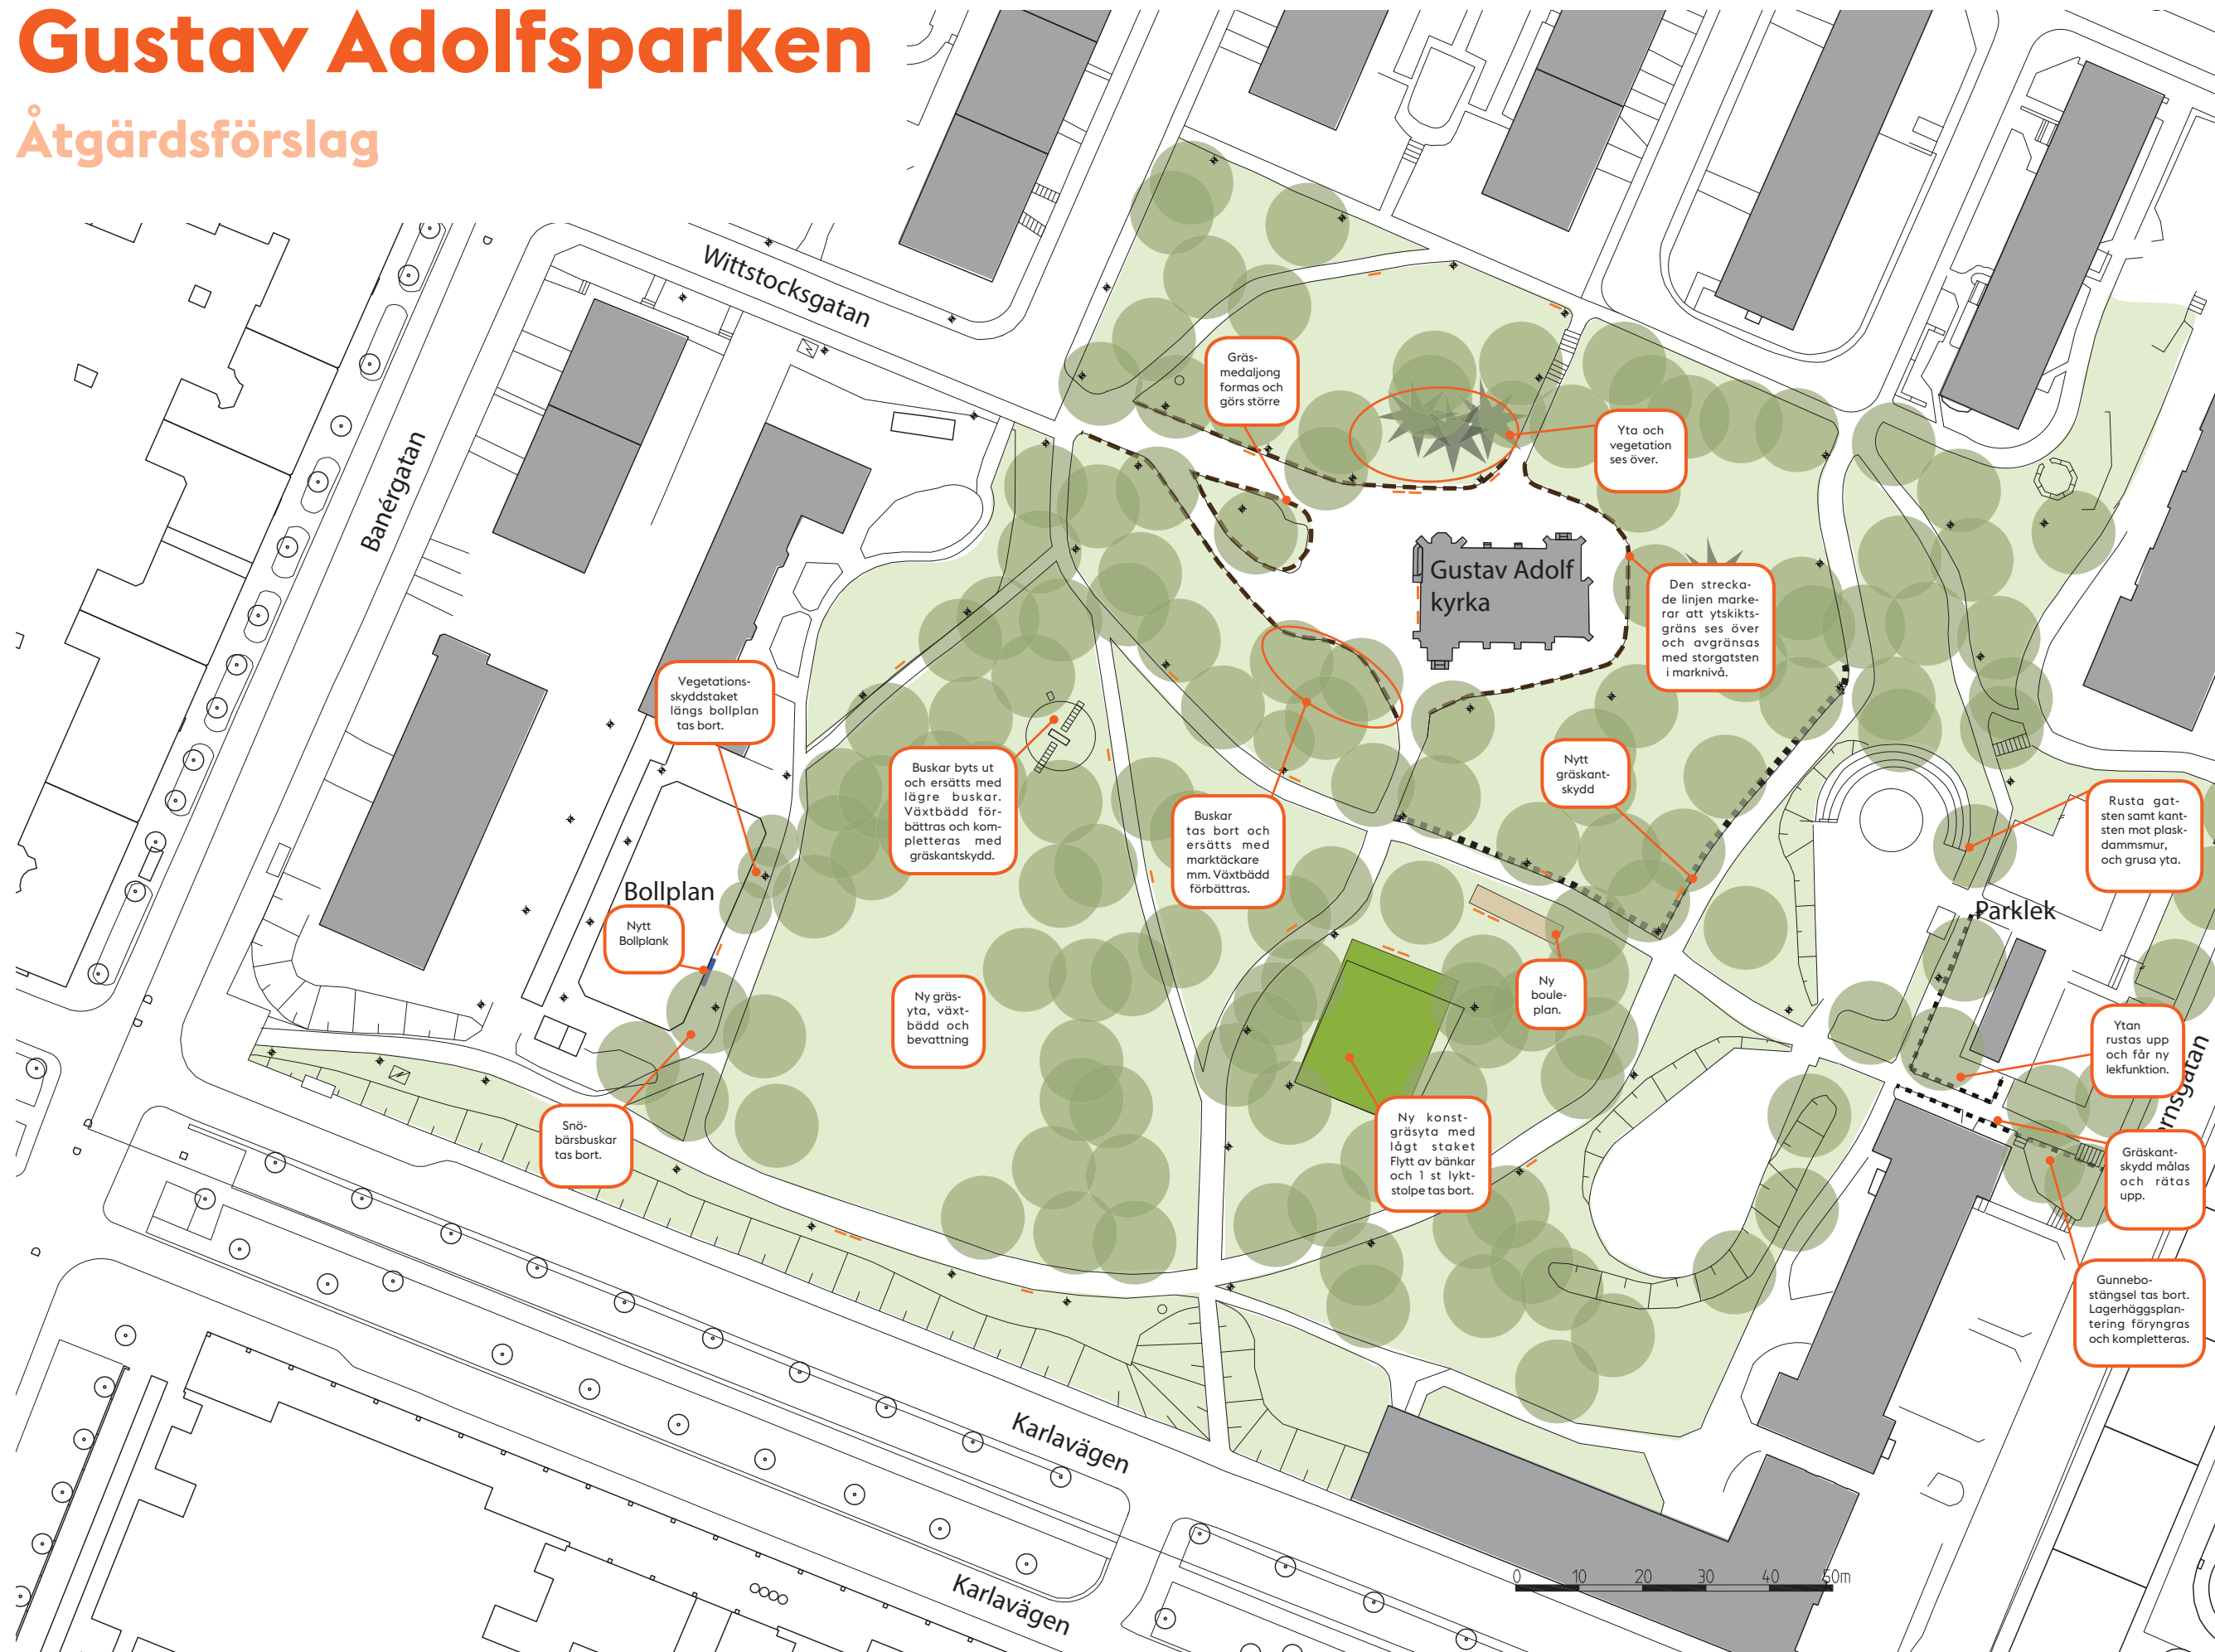 Gustav Adolfsparken
Åtgärdsförslag
Wittstocksgatan
Banérgatan
Gräs-
medaljong
formas och
görs större
Yta och
vegetation
ses över.
Gustav Adolf
kyrka
Den strecka-
de linjen marke-
rar att ytskikts-
gräns ses över
och avgränsas
med storgatsten
i marknivå.
Vegetations-
skyddstaket
längs bollplan
tas bort.
Buskar byts ut
och ersätts med
lägre buskar.
Växtbädd för-
bättras och kom-
pletteras med
gräskantskydd.
Buskar
tas bort och
ersätts med
marktäckare
mm. Växtbädd
förbättras.
Nytt
gräskant-
skydd
Rusta gat-
sten samt kant-
sten mot plask-
dammsmur,
och grusa yta.
Bollplan
Nytt
Bollplank
Parklek
Ny gräs-
yta, växt-
bädd och
bevattning
Ny
boule-
plan.
Ytan
rustas upp
och får ny
lekfunktion.
rnsgatan
Snö-
bärsbuskar
tas bort.
Ny konst-
gräsyta med
lågt staket
Flytt av bänkar
och 1 st lykt-
stolpe tas bort.
Gräskant-
skydd målas
och rätas
upp.
Gunnebo-
stängsel tas bort.
Lagerhäggsplan-
tering föryngras
och kompletteras.
Karlavägen
Karlavägen
0 10 20 30 40 50m